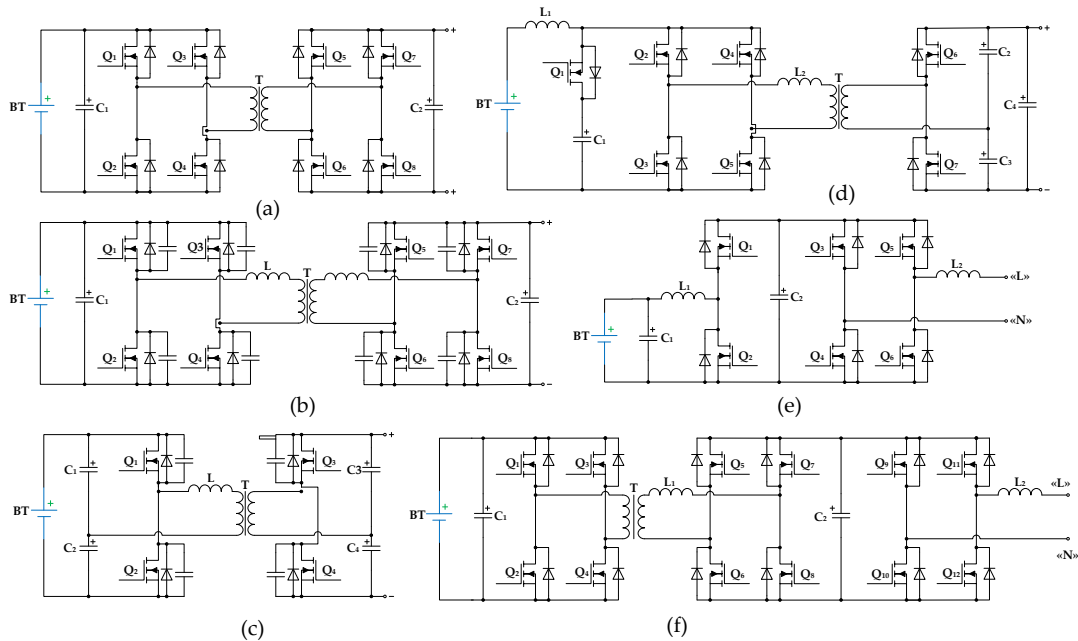 Q₁ Q₃ Q₅ Q₇
T
BT + + C₁ C₂ +
Q₂ Q₄ Q₆ Q₈
+
+
(a)
L₁
+
Q₂ Q₄ Q₆ + C₂
Q₁
L₂ T
BT + + C₁ + C₄
Q₃ Q₅ Q₇ + C₃
−
(d)
+
Q₁ Q3 Q₅ Q₇
L T
BT + + C₁ C₂ +
Q₂ Q₄ Q₆ Q₈
−
(b)
Q₁ Q₃ Q₅
L₁ + C₂ L₂ «L»
BT + + C₁ «N»
Q₂ Q₄ Q₆
(e)
+
C₁ + Q₁ Q₃ C3 +
L T
BT +
C₂ + Q₂ Q₄ C₄ +
−
(c)
Q₁ Q₃ Q₅ Q₇ Q₉ Q₁₁
T L₁ L₂ «L»
BT + + C₁ C₂ +
«N»
Q₂ Q₄ Q₆ Q₈ Q₁₀ Q₁₂
(f)